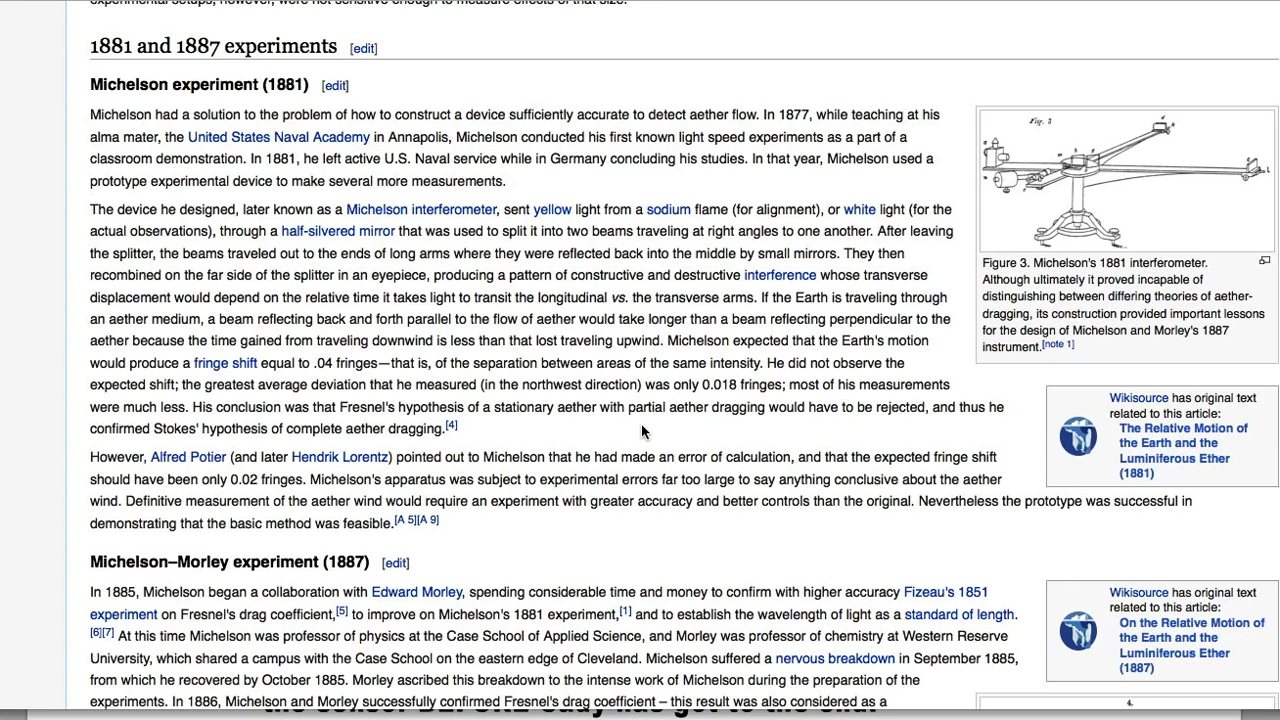 experimental setups, however, were not sensitive enough to measure effects of that size.
1881 and 1887 experiments [edit]
Michelson experiment (1881) [edit]
Michelson had a solution to the problem of how to construct a device sufficiently accurate to detect aether flow. In 1877, while teaching at his
alma mater, the United States Naval Academy in Annapolis, Michelson conducted his first known light speed experiments as a part of a
classroom demonstration. In 1881, he left active U.S. Naval service while in Germany concluding his studies. In that year, Michelson used a
prototype experimental device to make several more measurements.
The device he designed, later known as a Michelson interferometer, sent yellow light from a sodium flame (for alignment), or white light (for the
actual observations), through a half-silvered mirror that was used to split it into two beams traveling at right angles to one another. After leaving
the splitter, the beams traveled out to the ends of long arms where they were reflected back into the middle by small mirrors. They then
recombined on the far side of the splitter in an eyepiece, producing a pattern of constructive and destructive interference whose transverse
displacement would depend on the relative time it takes light to transit the longitudinal vs. the transverse arms. If the Earth is traveling through
an aether medium, a beam reflecting back and forth parallel to the flow of aether would take longer than a beam reflecting perpendicular to the
aether because the time gained from traveling downwind is less than that lost traveling upwind. Michelson expected that the Earth's motion
would produce a fringe shift equal to .04 fringes—that is, of the separation between areas of the same intensity. He did not observe the
expected shift; the greatest average deviation that he measured (in the northwest direction) was only 0.018 fringes; most of his measurements
were much less. His conclusion was that Fresnel's hypothesis of a stationary aether with partial aether dragging would have to be rejected, and thus he
confirmed Stokes' hypothesis of complete aether dragging.[4]
However, Alfred Potier (and later Hendrik Lorentz) pointed out to Michelson that he had made an error of calculation, and that the expected fringe shift
should have been only 0.02 fringes. Michelson's apparatus was subject to experimental errors far too large to say anything conclusive about the aether
wind. Definitive measurement of the aether wind would require an experiment with greater accuracy and better controls than the original. Nevertheless the prototype was successful in
demonstrating that the basic method was feasible.[A 5][A 9]
Fig. 3
Figure 3. Michelson's 1881 interferometer.
Although ultimately it proved incapable of
distinguishing between differing theories of aether-
dragging, its construction provided important lessons
for the design of Michelson and Morley's 1887
instrument.[note 1]
Wikisource has original text
related to this article:
The Relative Motion of
the Earth and the
Luminiferous Ether
(1881)
Michelson–Morley experiment (1887) [edit]
In 1885, Michelson began a collaboration with Edward Morley, spending considerable time and money to confirm with higher accuracy Fizeau's 1851
experiment on Fresnel's drag coefficient,[5] to improve on Michelson's 1881 experiment,[1] and to establish the wavelength of light as a standard of length.
[6][7] At this time Michelson was professor of physics at the Case School of Applied Science, and Morley was professor of chemistry at Western Reserve
University, which shared a campus with the Case School on the eastern edge of Cleveland. Michelson suffered a nervous breakdown in September 1885,
from which he recovered by October 1885. Morley ascribed this breakdown to the intense work of Michelson during the preparation of the
experiments. In 1886, Michelson and Morley successfully confirmed Fresnel's drag coefficient – this result was also considered as a
Wikisource has original text
related to this article:
On the Relative Motion of
the Earth and the
Luminiferous Ether
(1887)